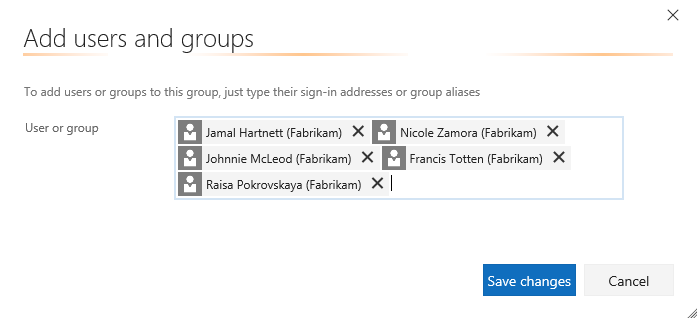 Add users and groups
To add users or groups to this group, just type their sign-in addresses or group aliases
User or group
Jamal Hartnett (Fabrikam) Nicole Zamora (Fabrikam)
Johnnie McLeod (Fabrikam) Francis Totten (Fabrikam)
Raisa Pokrovskaya (Fabrikam)
Save changes Cancel